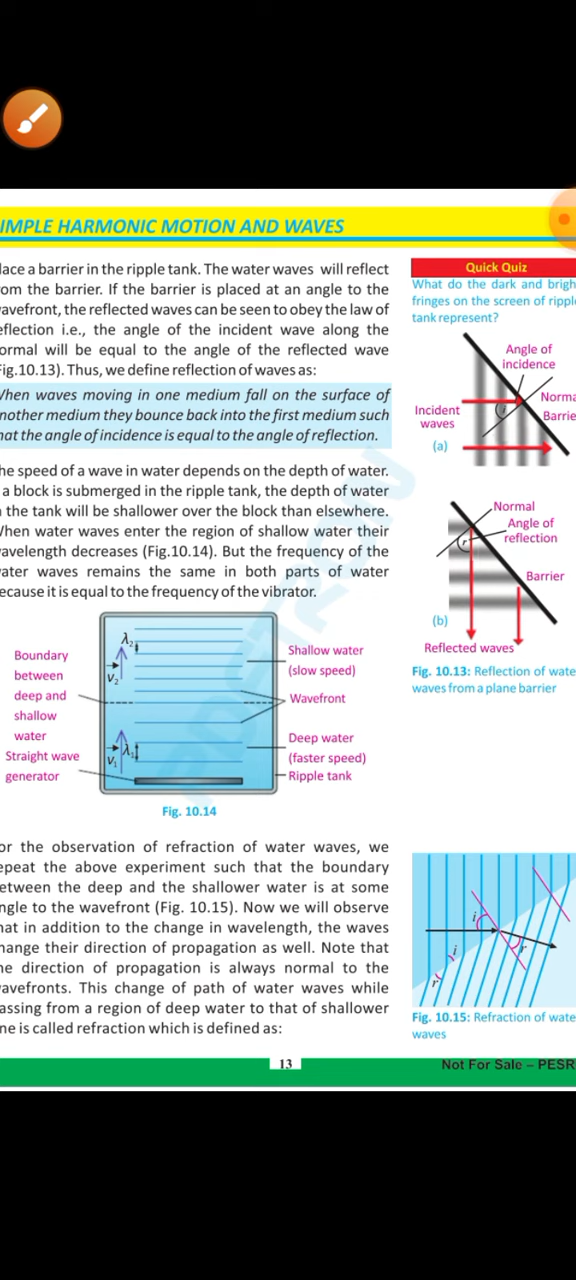 IMPLE HARMONIC MOTION AND WAVES
lace a barrier in the ripple tank. The water waves will reflect
om the barrier. If the barrier is placed at an angle to the
avefront, the reflected waves can be seen to obey the law of
eflection i.e., the angle of the incident wave along the
ormal will be equal to the angle of the reflected wave
ig.10.13). Thus, we define reflection of waves as:
hen waves moving in one medium fall on the surface of
nother medium they bounce back into the first medium such
hat the angle of incidence is equal to the angle of reflection.
he speed of a wave in water depends on the depth of water.
a block is submerged in the ripple tank, the depth of water
the tank will be shallower over the block than elsewhere.
hen water waves enter the region of shallow water their
avelength decreases (Fig.10.14). But the frequency of the
ater waves remains the same in both parts of water
ecause it is equal to the frequency of the vibrator.
Boundary
between
deep and
shallow
water
Straight wave
generator
λ₂
v₂
λ₁
v₁
Shallow water
(slow speed)
Wavefront
Deep water
(faster speed)
Ripple tank
Fig. 10.14
or the observation of refraction of water waves, we
epeat the above experiment such that the boundary
etween the deep and the shallower water is at some
ngle to the wavefront (Fig. 10.15). Now we will observe
hat in addition to the change in wavelength, the waves
hange their direction of propagation as well. Note that
he direction of propagation is always normal to the
avefronts. This change of path of water waves while
assing from a region of deep water to that of shallower
ne is called refraction which is defined as:
Quick Quiz
What do the dark and brigh
fringes on the screen of ripple
tank represent?
Angle of
incidence
i
Norma
Incident
waves
Barrie
(a)
Normal
Angle of
reflection
r
Barrier
(b)
Reflected waves
Fig. 10.13: Reflection of wate
waves from a plane barrier
i
r
i
r
Fig. 10.15: Refraction of wate
waves
13
Not For Sale – PESR